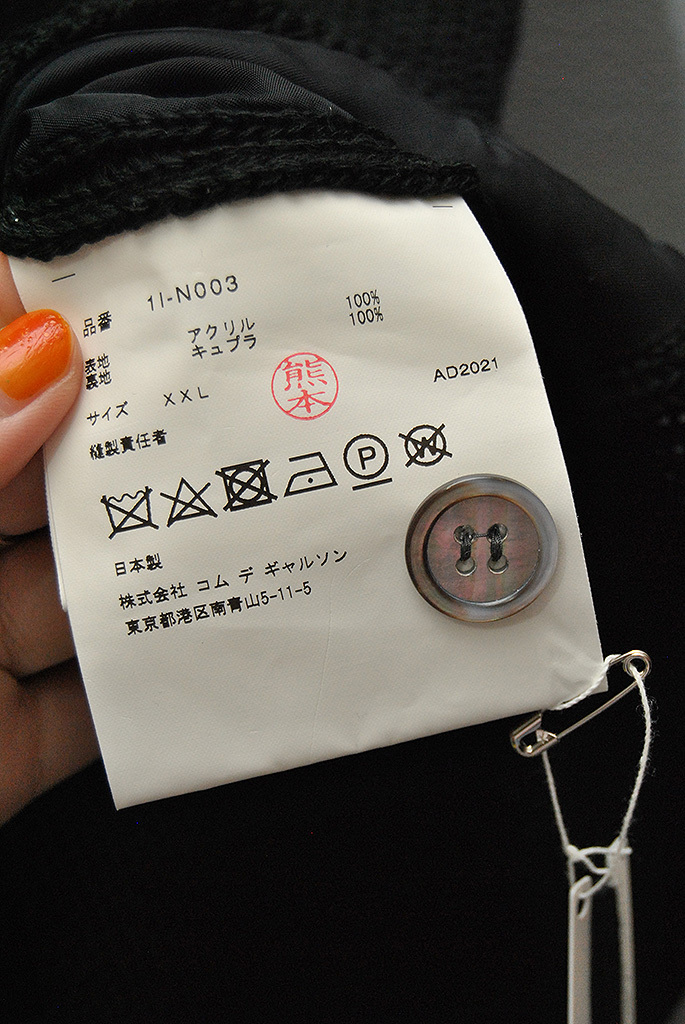 品番 1I-N003
表地 アクリル 100%
裏地 キュプラ 100%
サイズ XXL
熊本
AD2021
縫製責任者
P
W
日本製
株式会社 コム デ ギャルソン
東京都港区南青山5-11-5